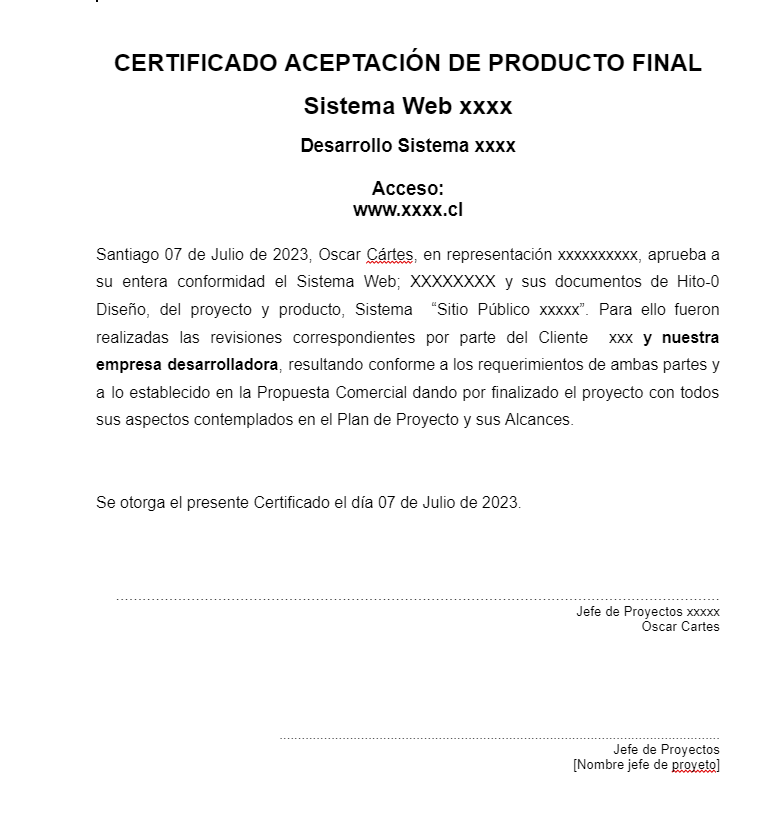 CERTIFICADO ACEPTACIÓN DE PRODUCTO FINAL
Sistema Web xxxx
Desarrollo Sistema xxxx
Acceso:
www.xxxx.cl
Santiago 07 de Julio de 2023, Oscar Cártes, en representación xxxxxxxxxx, aprueba a
su entera conformidad el Sistema Web; XXXXXXXX y sus documentos de Hito-0
Diseño, del proyecto y producto, Sistema “Sitio Público xxxxx”. Para ello fueron
realizadas las revisiones correspondientes por parte del Cliente xxx y nuestra
empresa desarrolladora, resultando conforme a los requerimientos de ambas partes y
a lo establecido en la Propuesta Comercial dando por finalizado el proyecto con todos
sus aspectos contemplados en el Plan de Proyecto y sus Alcances.
Se otorga el presente Certificado el día 07 de Julio de 2023.
Jefe de Proyectos xxxxx
Oscar Cartes
Jefe de Proyectos
[Nombre jefe de proyeto]